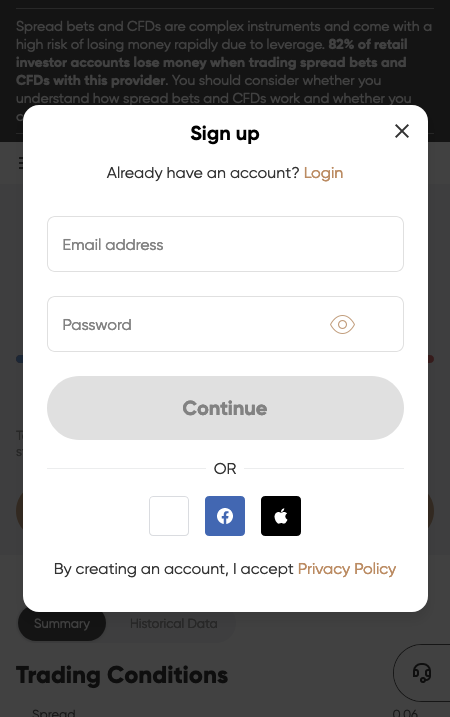 Spread bets and CFDs are complex instruments and come with a
high risk of losing money rapidly due to leverage. 82% of retail
investor accounts lose money when trading spread bets and
CFDs with this provider. You should consider whether you
understand how spread bets and CFDs work and whether you
Sign up
Already have an account? Login
Email address
Password
Continue
OR
By creating an account, I accept Privacy Policy
Summary
Historical Data
Trading Conditions
Spread
0.06